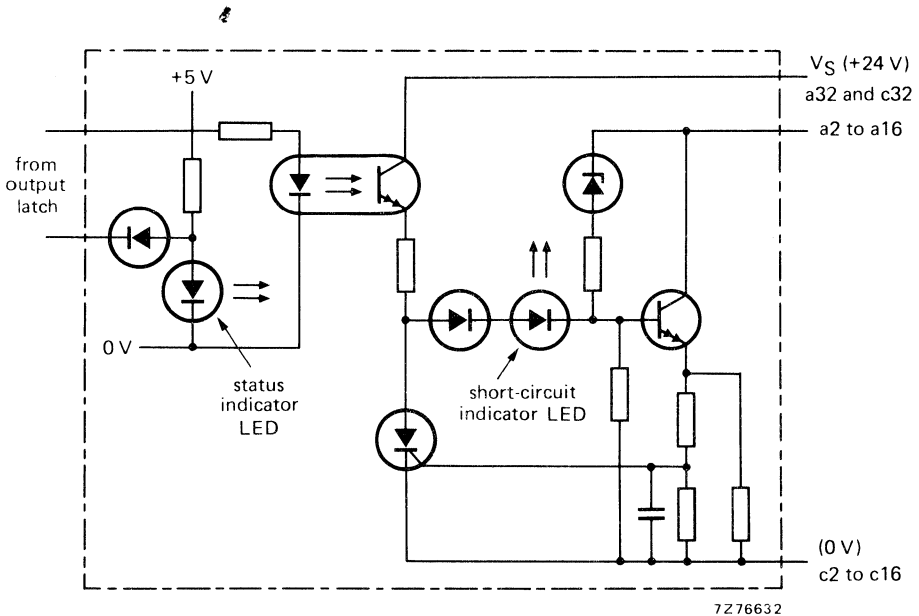 +5 V
V_S (+24 V)
a32 and c32
a2 to a16
from
output
latch
0 V
status
indicator
LED
short-circuit
indicator LED
(0 V)
c2 to c16
7Z76632